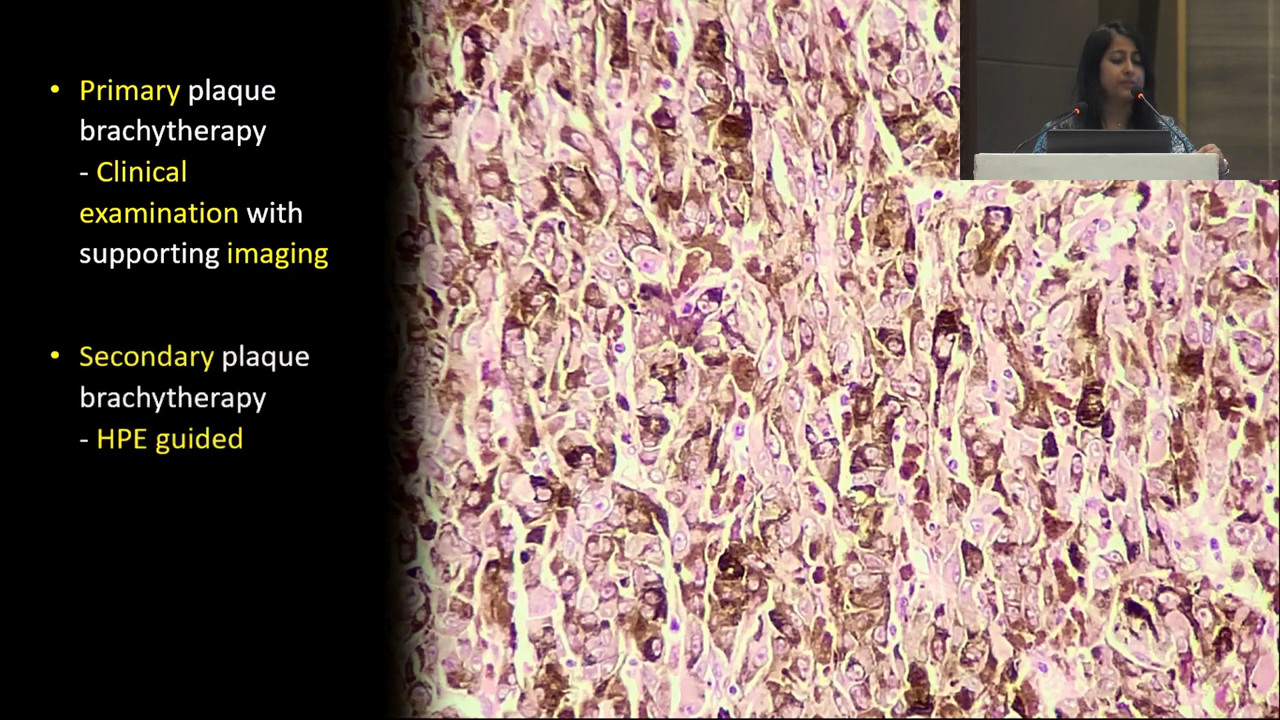 • Primary plaque
brachytherapy
- Clinical
examination with
supporting imaging
• Secondary plaque
brachytherapy
- HPE guided